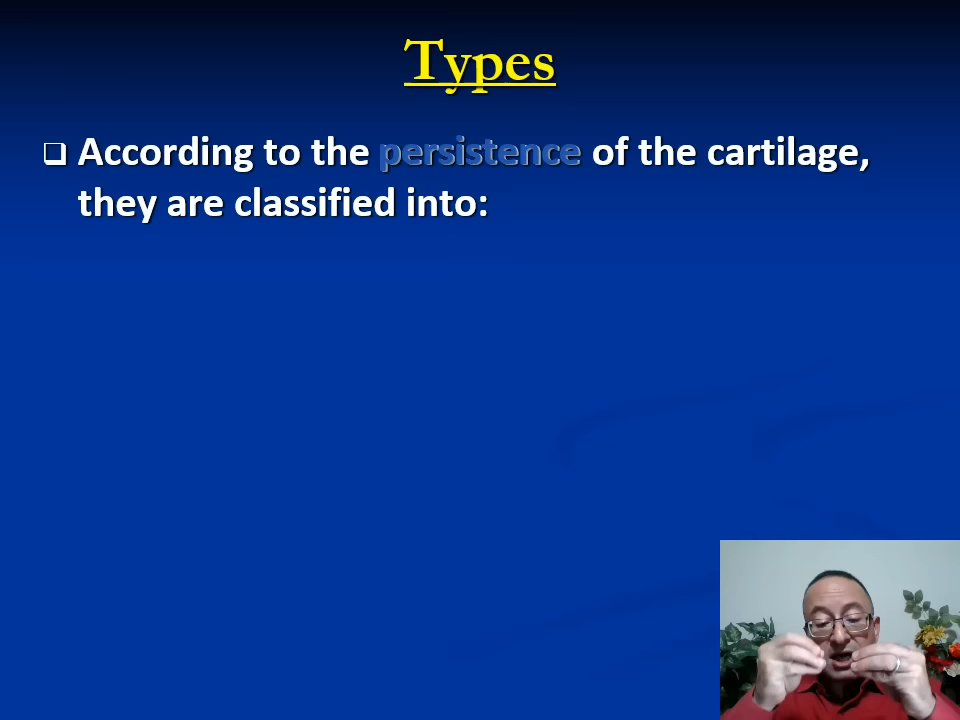 Types
According to the persistence of the cartilage,
they are classified into: